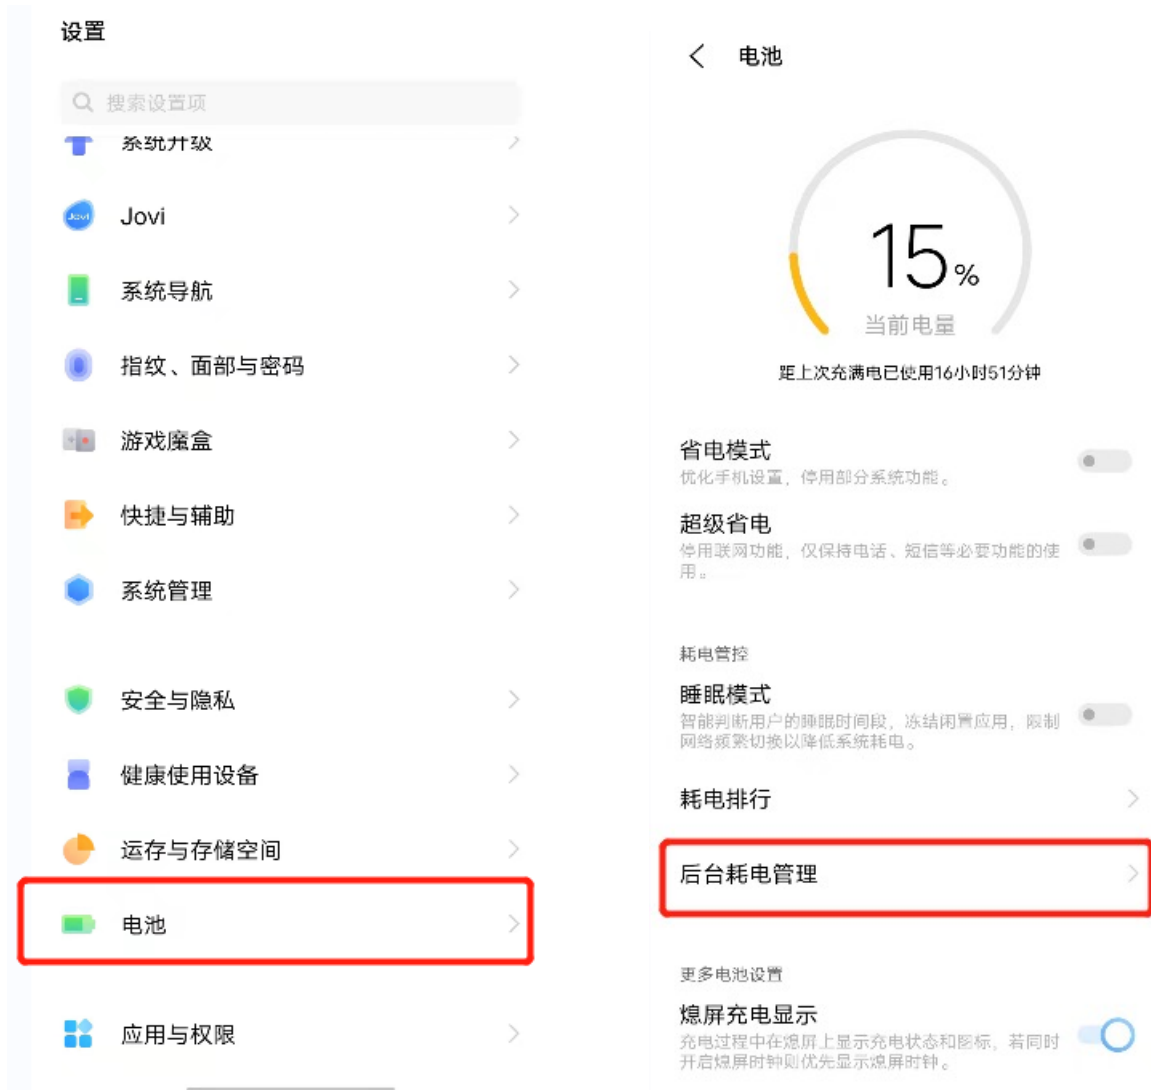 设置
搜索设置项
系统升级
Jovi
Jovi
系统导航
指纹、面部与密码
游戏魔盒
快捷与辅助
系统管理
安全与隐私
健康使用设备
运存与存储空间
电池
应用与权限
电池
15%
当前电量
距上次充满电已使用16小时51分钟
省电模式
优化手机设置，停用部分系统功能。
超级省电
停用联网功能，仅保持电话、短信等必要功能的使
用。
耗电管控
睡眠模式
智能判断用户的睡眠时间段，冻结闲置应用，限制
网络频繁切换以降低系统耗电。
耗电排行
后台耗电管理
更多电池设置
熄屏充电显示
充电过程中在熄屏上显示充电状态和图标，若同时
开启熄屏时钟则优先显示熄屏时钟。